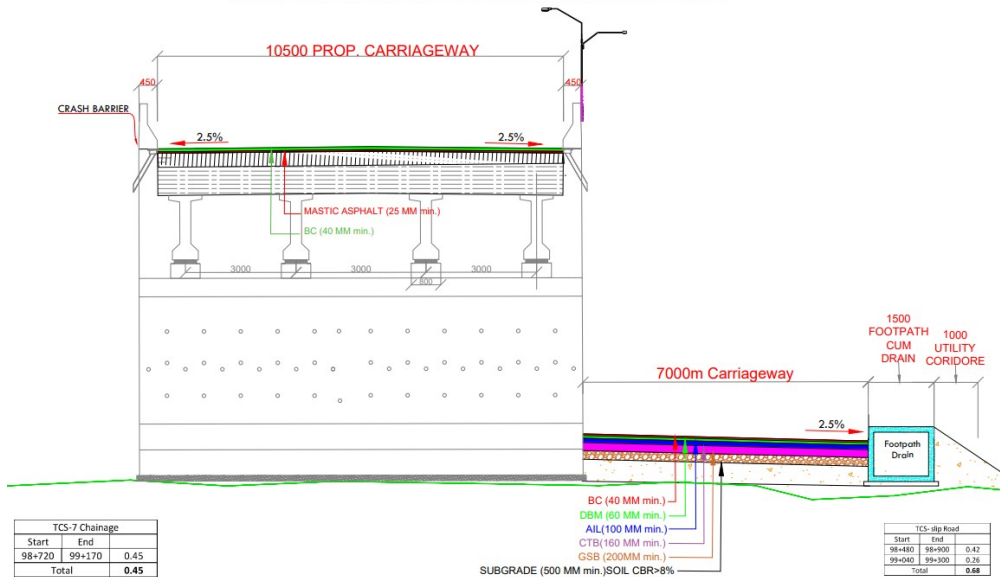 10500 PROP. CARRIAGEWAY
450
450
CRASH BARRIER
2.5%
2.5%
MASTIC ASPHALT (25 MM min.)
BC (40 MM min.)
3000
3000
3000
800
1500
FOOTPATH
CUM
DRAIN
1000
UTILITY
CORIDORE
7000m Carriageway
2.5%
Footpath
Drain
BC (40 MM min.)
DBM (60 MM min.)
AIL(100 MM min.)
CTB(160 MM min.)
GSB (200MM min.)
SUBGRADE (500 MM min.)SOIL CBR>8%
TCS-7 Chainage
Start End
98+720 99+170 0.45
Total 0.45
TCS- slip Road
Start End
98+480 98+900 0.42
99+040 99+300 0.26
Total 0.68